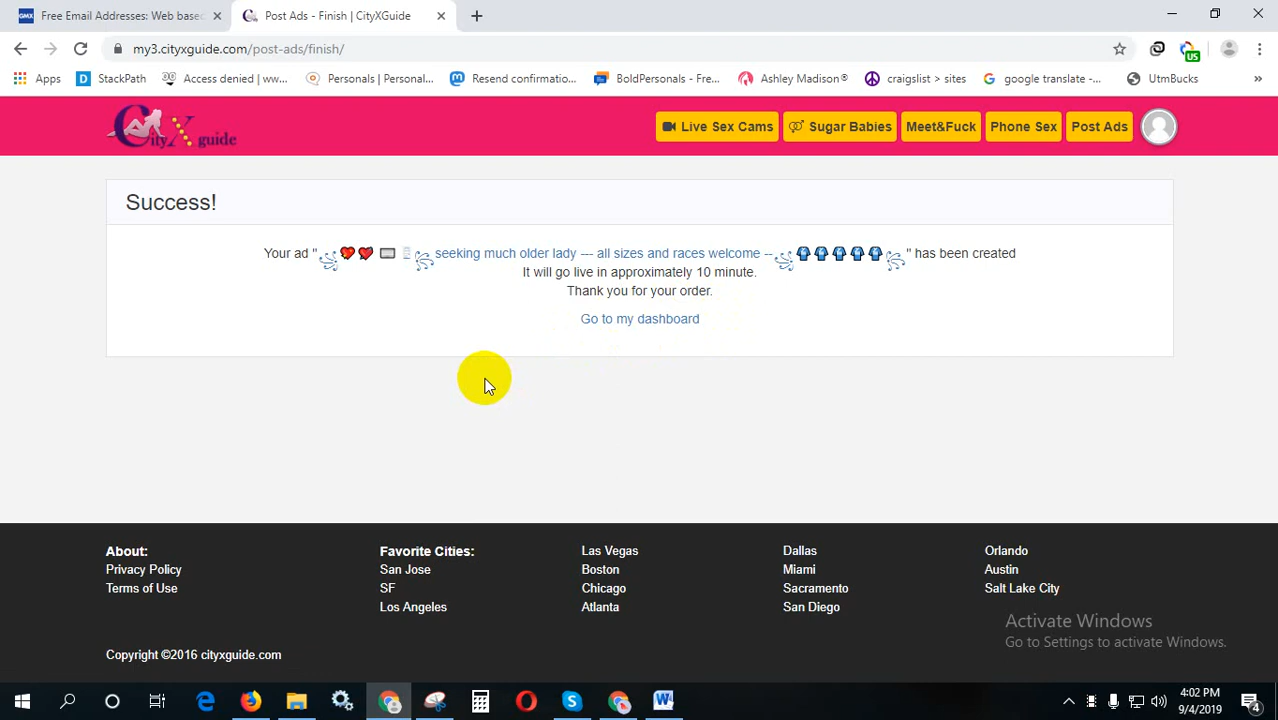 GMX Free Email Addresses: Web based
Post Ads - Finish | CityXGuide
my3.cityxguide.com/post-ads/finish/
US
Apps
D StackPath
Access denied | ww...
Personals | Personal...
Resend confirmatio...
BoldPersonals - Fre...
Ashley Madison®
craigslist > sites
google translate -...
UtmBucks
»
CityXguide
Live Sex Cams
Sugar Babies
Meet&Fuck
Phone Sex
Post Ads
Success!
Your ad "꧁❤️❤️ seeking much older lady --- all sizes and races welcome --꧁꧂" has been created
It will go live in approximately 10 minute.
Thank you for your order.
Go to my dashboard
About:
Privacy Policy
Terms of Use
Favorite Cities:
San Jose
SF
Los Angeles
Las Vegas
Boston
Chicago
Atlanta
Dallas
Miami
Sacramento
San Diego
Orlando
Austin
Salt Lake City
Copyright ©2016 cityxguide.com
Activate Windows
Go to Settings to activate Windows.
4:02 PM
9/4/2019
4